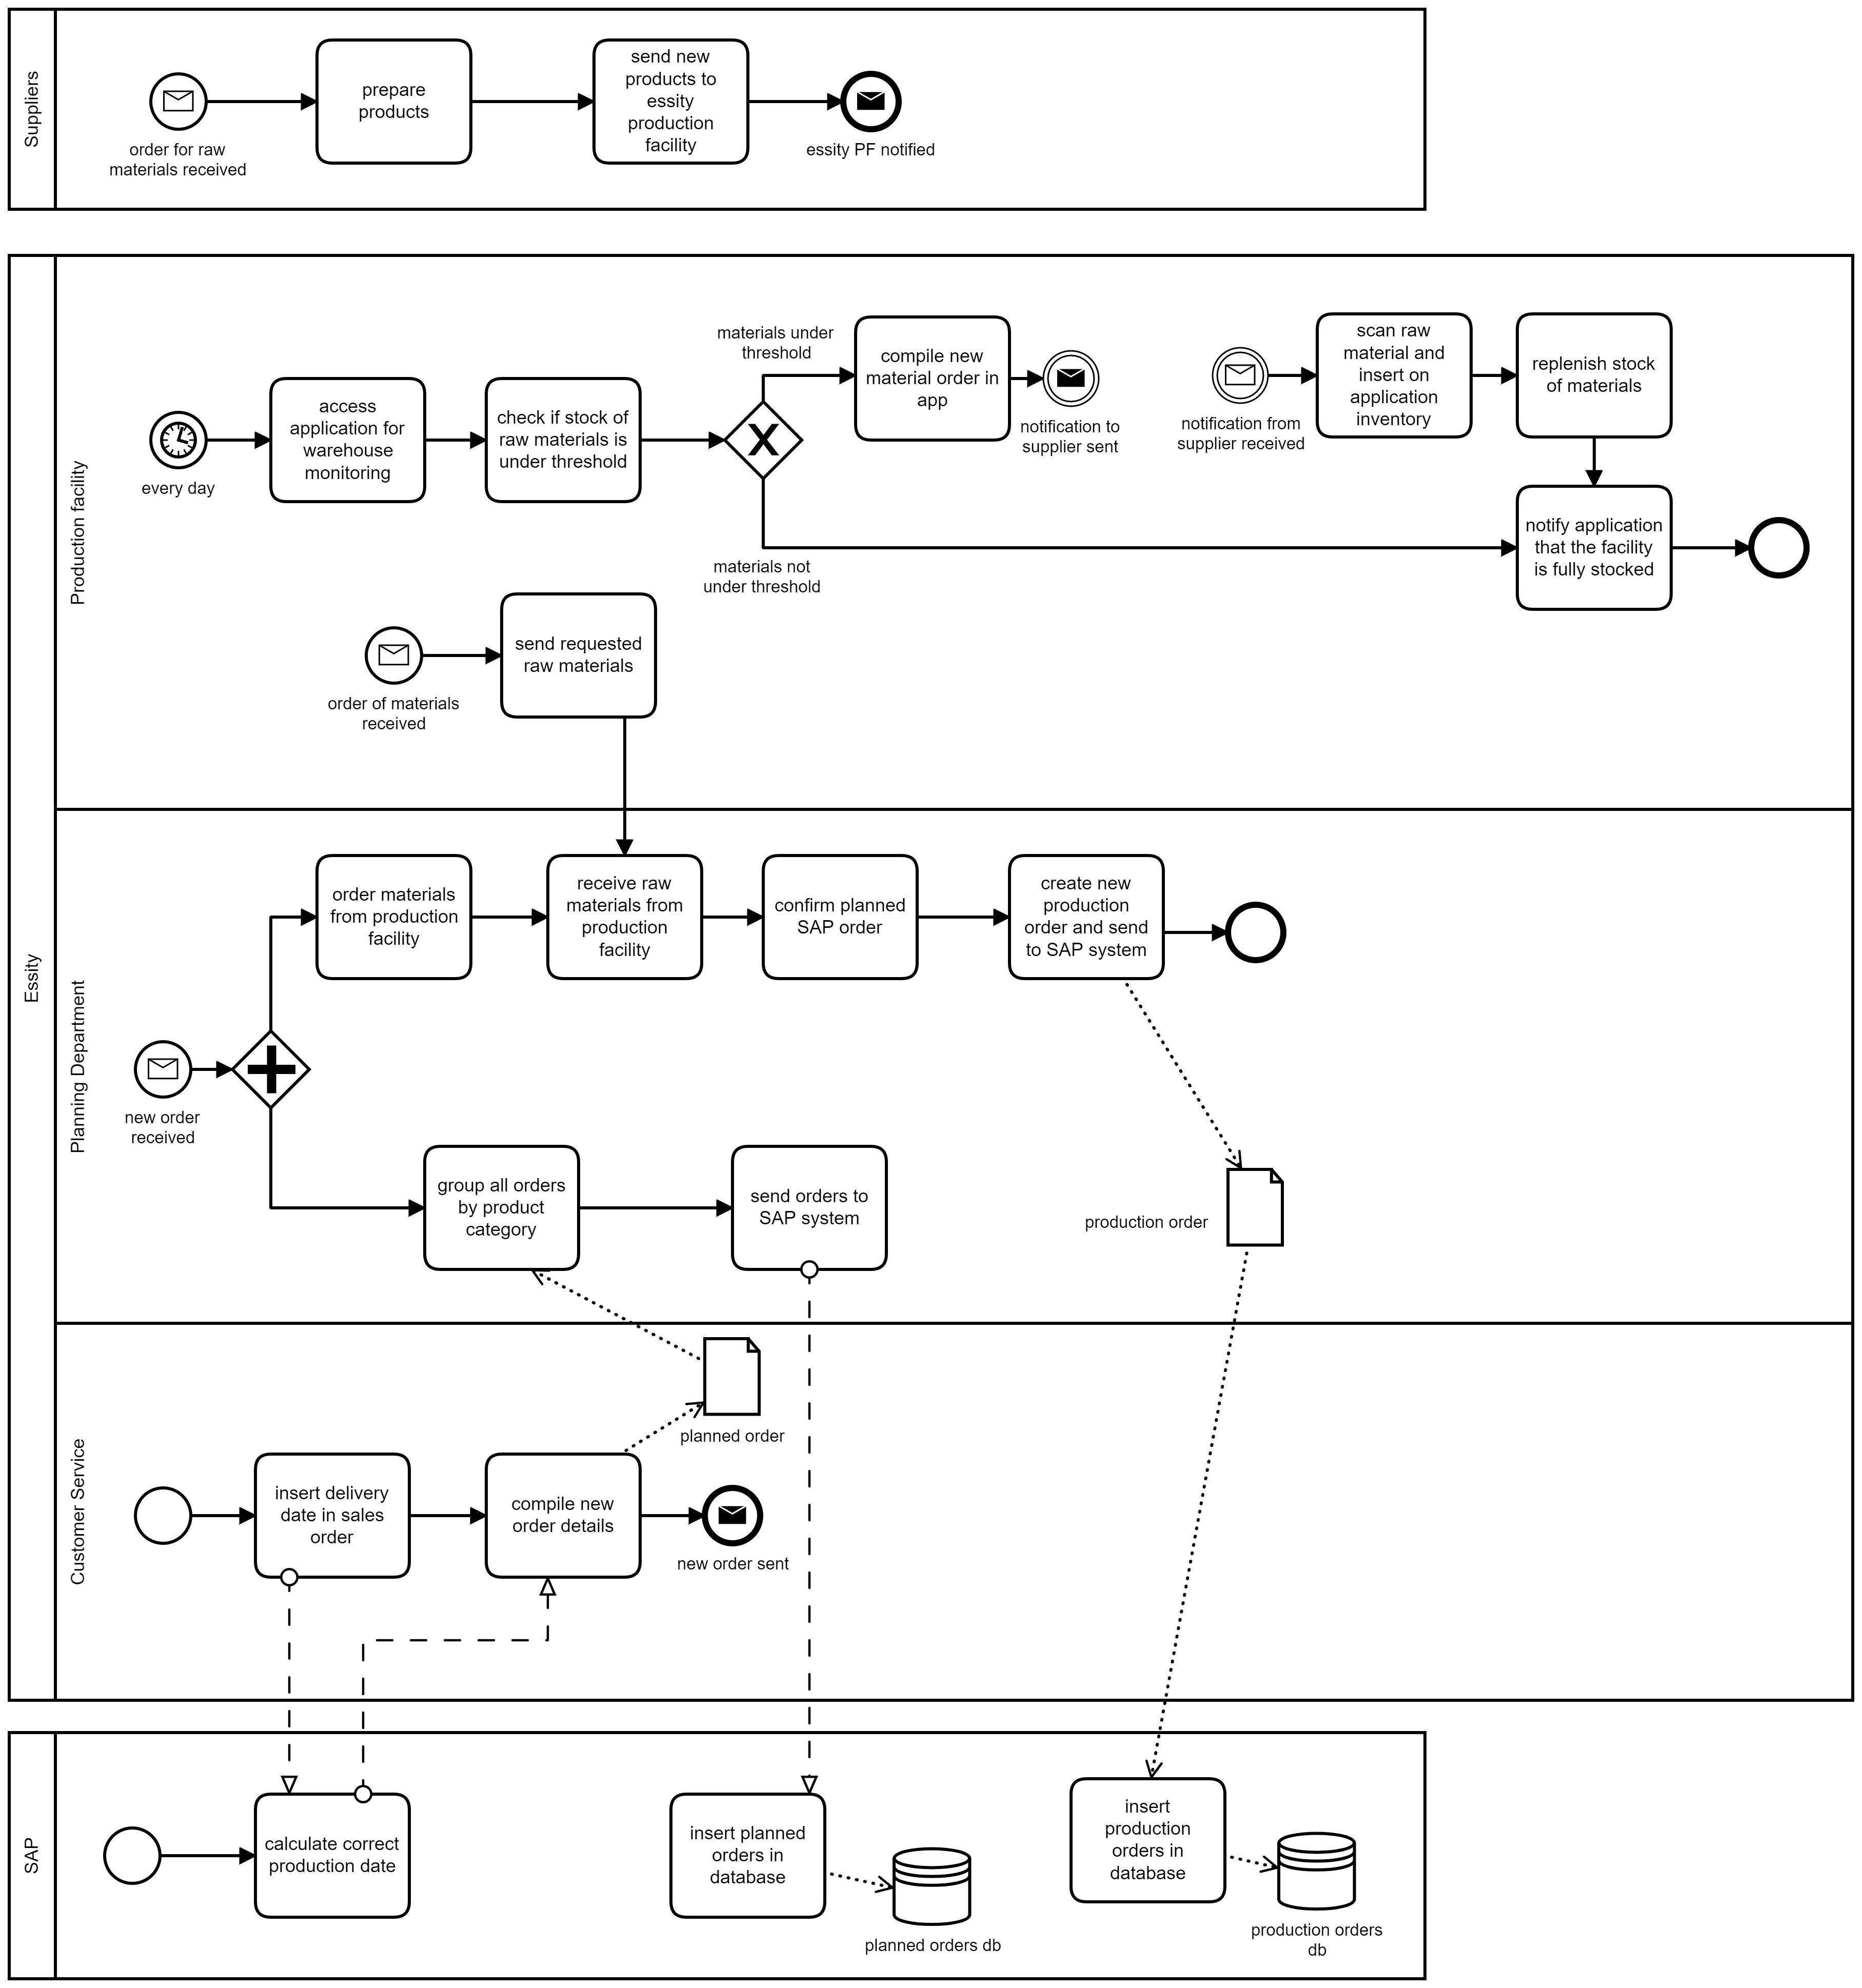 Suppliers
order for raw
materials received
prepare
products
send new
products to
essity
production
facility
essity PF notified
Essity
Production facility
every day
access
application for
warehouse
monitoring
check if stock of
raw materials is
under threshold
materials under
threshold
materials not
under threshold
compile new
material order in
app
notification to
supplier sent
notification from
supplier received
scan raw
material and
insert on
application
inventory
replenish stock
of materials
notify application
that the facility
is fully stocked
order of materials
received
send requested
raw materials
Planning Department
new order
received
order materials
from production
facility
receive raw
materials from
production
facility
confirm planned
SAP order
create new
production
order and send
to SAP system
group all orders
by product
category
send orders to
SAP system
production order
Customer Service
planned order
insert delivery
date in sales
order
compile new
order details
new order sent
SAP
calculate correct
production date
insert planned
orders in
database
planned orders db
insert
production
orders in
database
production orders
db